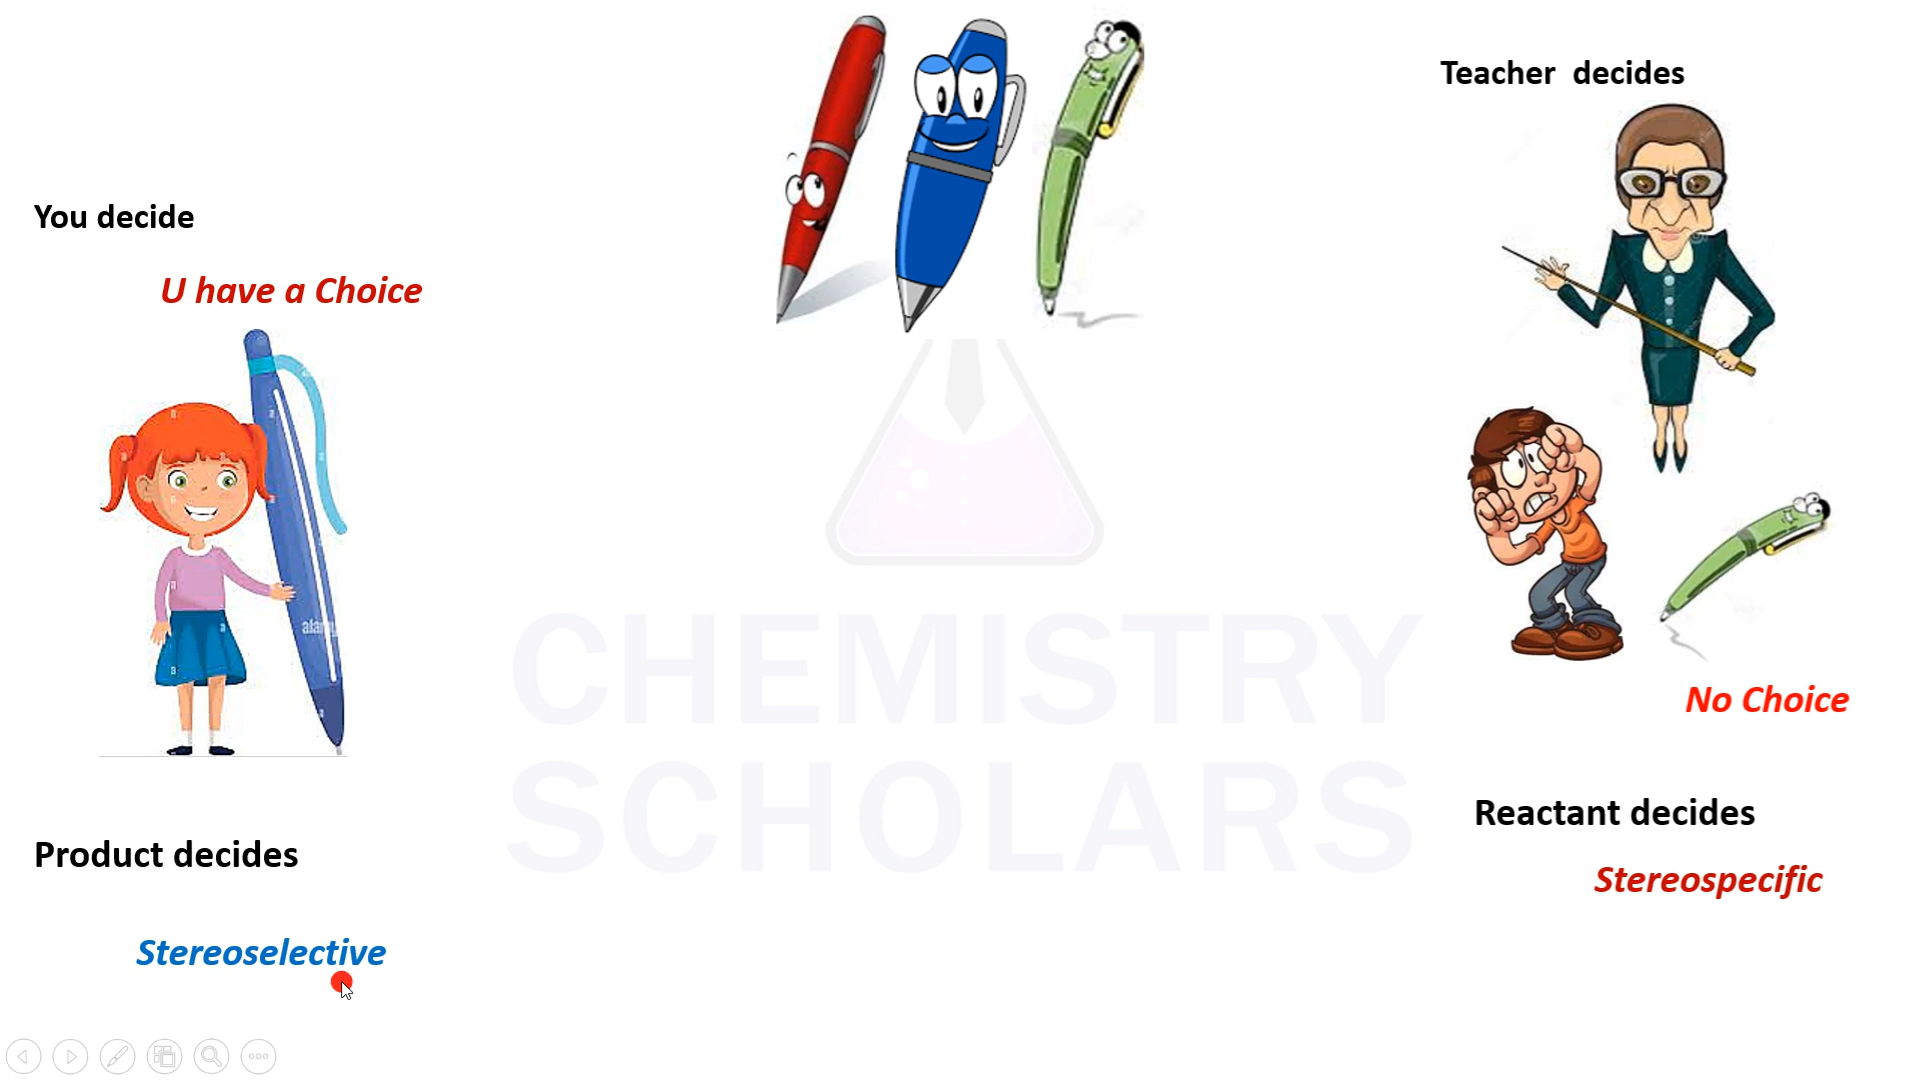 Teacher  decides
You decide
U have a Choice
No Choice
Reactant decides
Product decides
Stereospecific
Stereoselective
CHEMISTRY
SCHOLARS